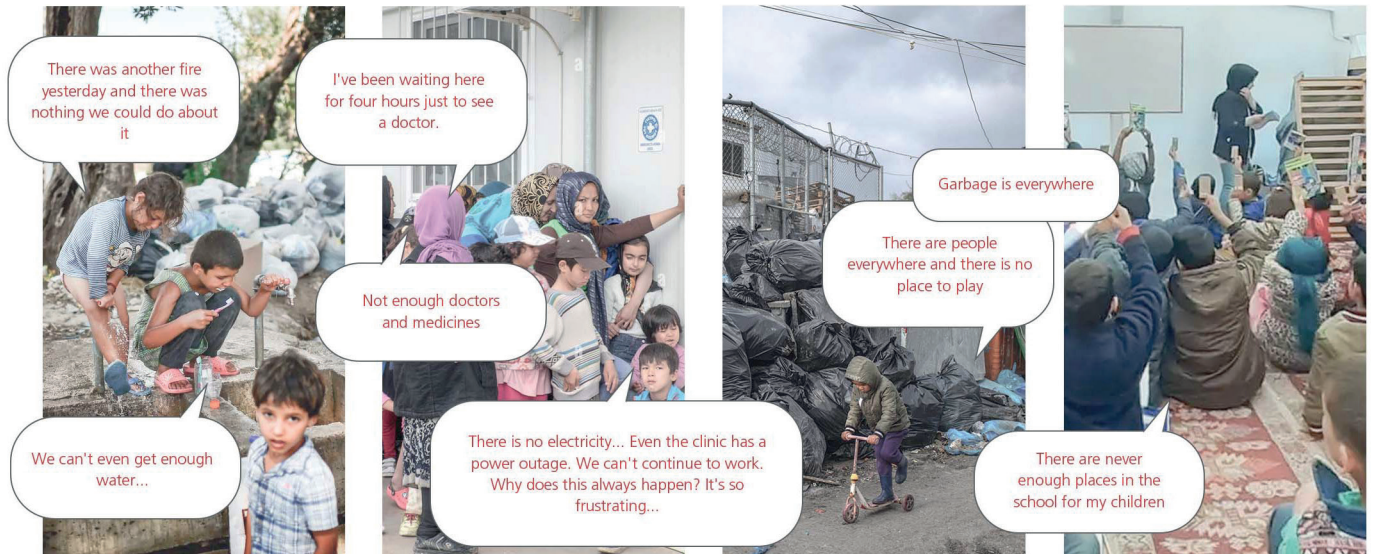 There was another fire
yesterday and there was
nothing we could do about
it
We can't even get enough
water...
I've been waiting here
for four hours just to see
a doctor.
Not enough doctors
and medicines
There is no electricity... Even the clinic has a
power outage. We can't continue to work.
Why does this always happen? It's so
frustrating...
Garbage is everywhere
There are people
everywhere and there is no
place to play
There are never
enough places in the
school for my children